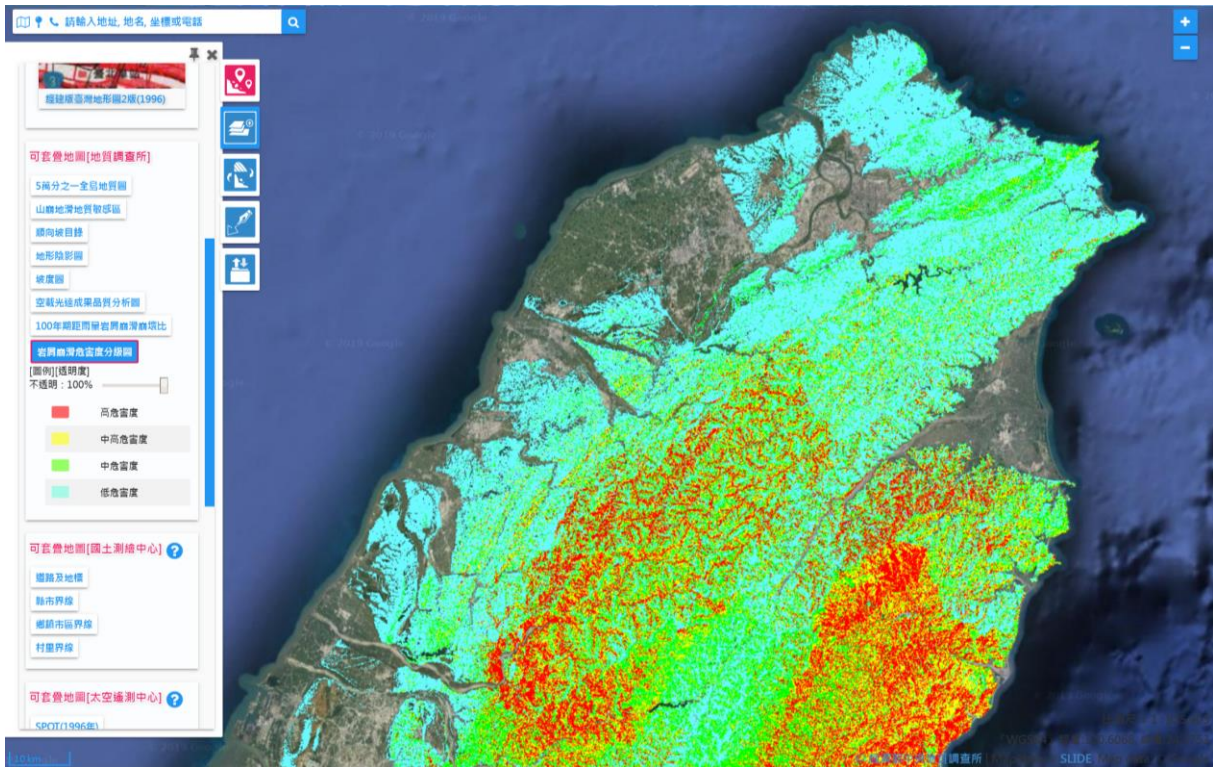 請輸入地址, 地名, 坐標或電話
經建版臺灣地形圖2版(1996)
可套疊地圖[地質調查所]
5萬分之一全島地質圖
山崩地滑地質敏感區
順向坡目錄
地形陰影圖
坡度圖
空載光達成果品質分析圖
100年期距雨量岩屑崩滑崩壞比
岩屑崩滑危害度分級圖
[圖例][透明度]
不透明 : 100%
高危害度
中高危害度
中危害度
低危害度
可套疊地圖[國土測繪中心]
道路及地標
縣市界線
鄉鎮市區界線
村里界線
可套疊地圖[太空遙測中心]
SPOT(1996年)
© 2019 Google
© 2019 Google
10 km
調查所
SLIDE